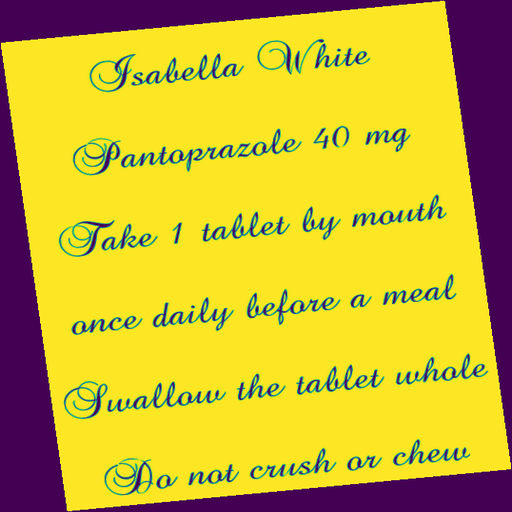 Isabella White
Pantoprazole 40 mg
Take 1 tablet by mouth
once daily before a meal
Swallow the tablet whole
Do not crush or chew